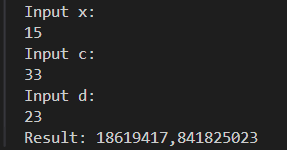 Input x:
15
Input c:
33
Input d:
23
Result: 18619417,841825023